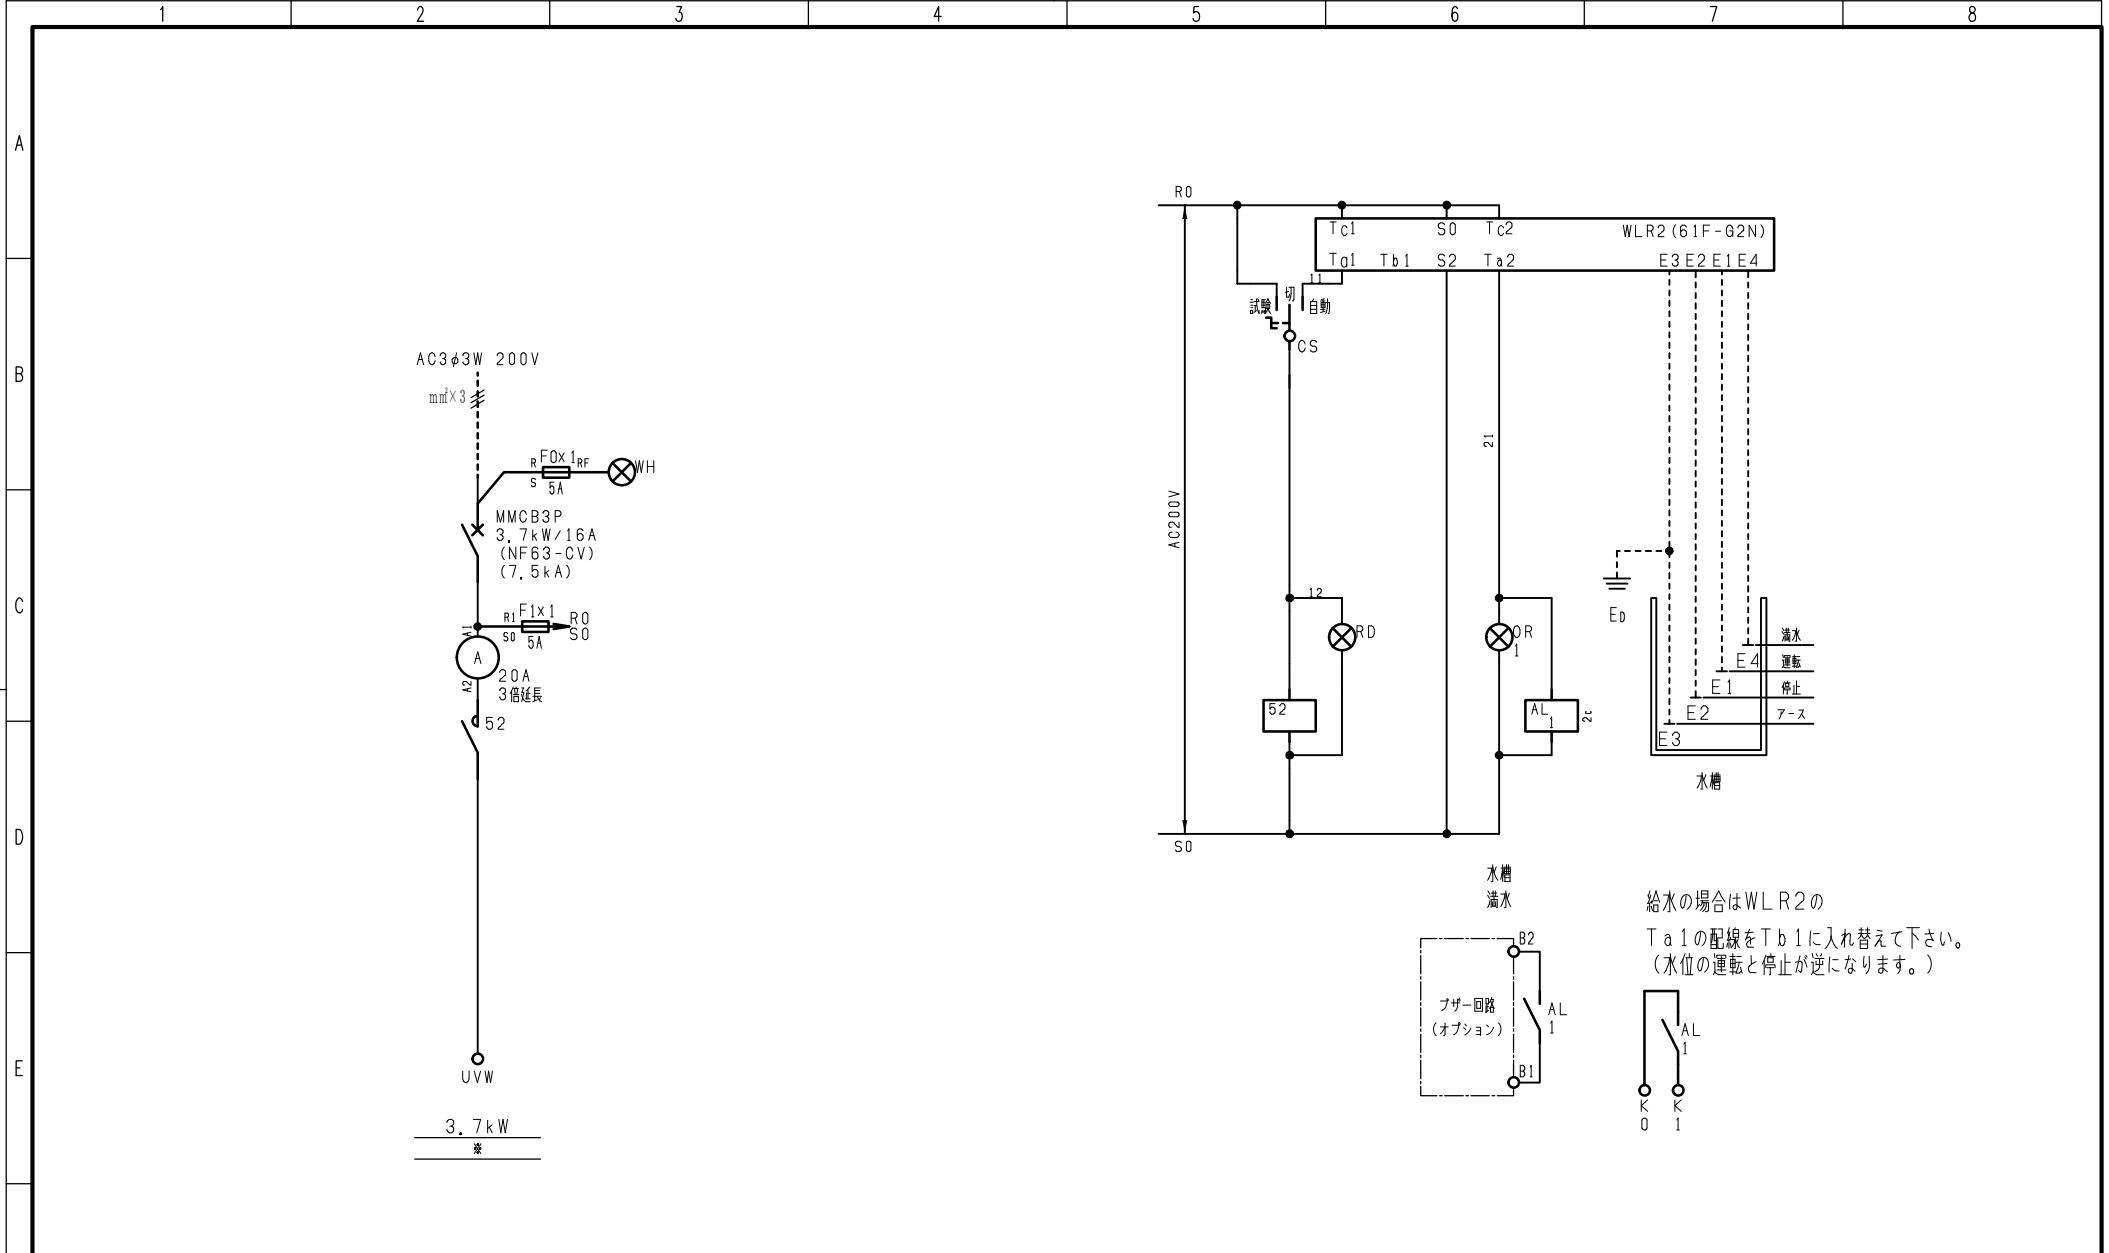 1 2 3 4 5 6 7 8
A
B
C
D
E
AC3φ3W 200V
mm²×3
R
S
F0x1
RF
5A
WH
MMCB3P
3.7kW/16A
(NF63-CV)
(7.5kA)
R1
S0
F1x1
5A
R0
S0
A1
A
A2
20A
3倍延長
52
UVW
3.7kW
※
R0
AC200V
S0
Tc1 S0 Tc2 WLR2(61F-G2N)
Ta1 Tb1 S2 Ta2 E3 E2 E1 E4
11
試験 切 自動
CS
21
12
RD
OR
1
52
AL
1
2c
ED
満水
E4 運転
E1 停止
E2 アース
E3
水槽
水槽
満水
給水の場合はWLR2の
Ta1の配線をTb1に入れ替えて下さい。
(水位の運転と停止が逆になります。)
B2
ブザー回路
(オプション)
AL
1
B1
AL
1
K
0
K
1